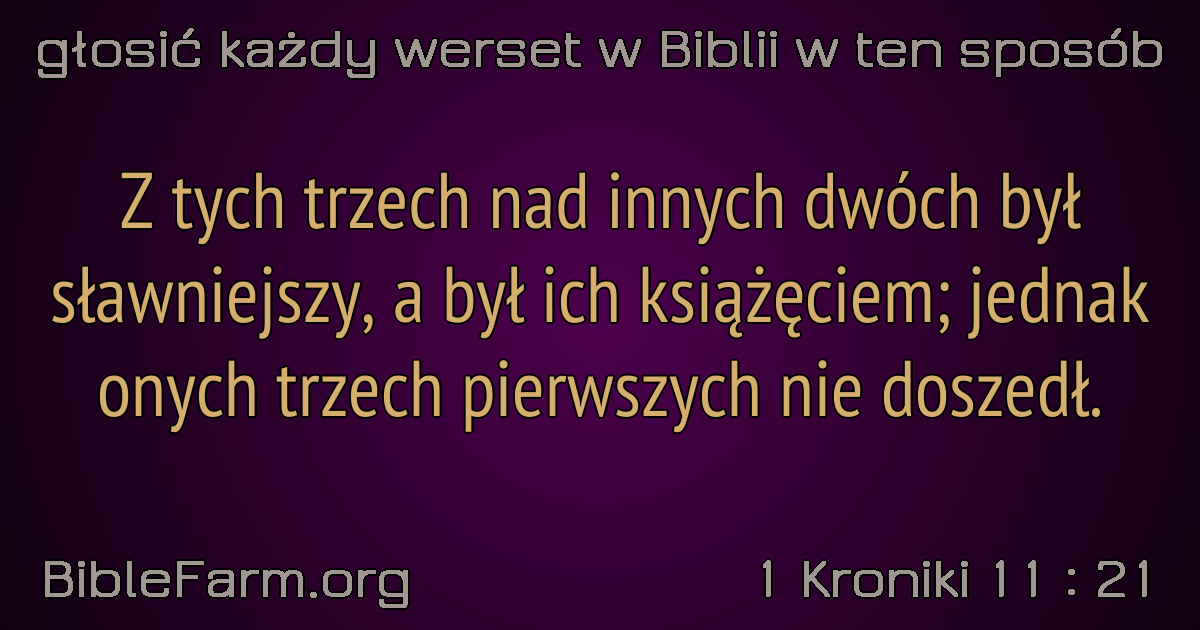 głosić każdy werset w Biblii w ten sposób
Z tych trzech nad innych dwóch był
sławniejszy, a był ich książęciem; jednak
onych trzech pierwszych nie doszedł.
BibleFarm.org
1 Kroniki 11 : 21